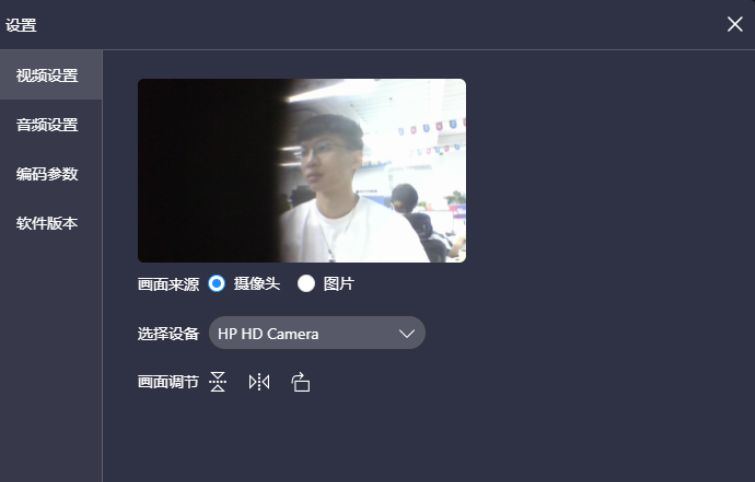 设置
视频设置
音频设置
编码参数
软件版本
画面来源 摄像头 图片
选择设备 HP HD Camera
画面调节